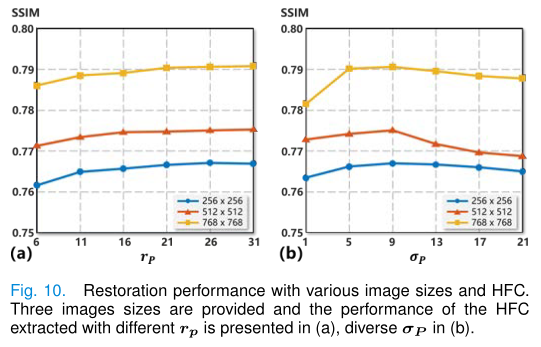 SSIM
SSIM
0.80
0.79
0.78
0.77
0.76
0.75
256 x 256
512 x 512
768 x 768
6
11
16
21
26
31
(a)
r_P
0.80
0.79
0.78
0.77
0.76
0.75
256 x 256
512 x 512
768 x 768
1
5
9
13
17
21
(b)
σ_P
Fig. 10. Restoration performance with various image sizes and HFC.
Three images sizes are provided and the performance of the HFC
extracted with different r_p is presented in (a), diverse σ_P in (b).